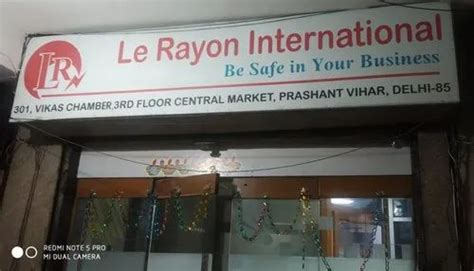 LR
Le Rayon International
Be Safe in Your Business
301, VIKAS CHAMBER,3RD FLOOR CENTRAL MARKET, PRASHANT VIHAR, DELHI-85
REDMI NOTE 5 PRO
MI DUAL CAMERA